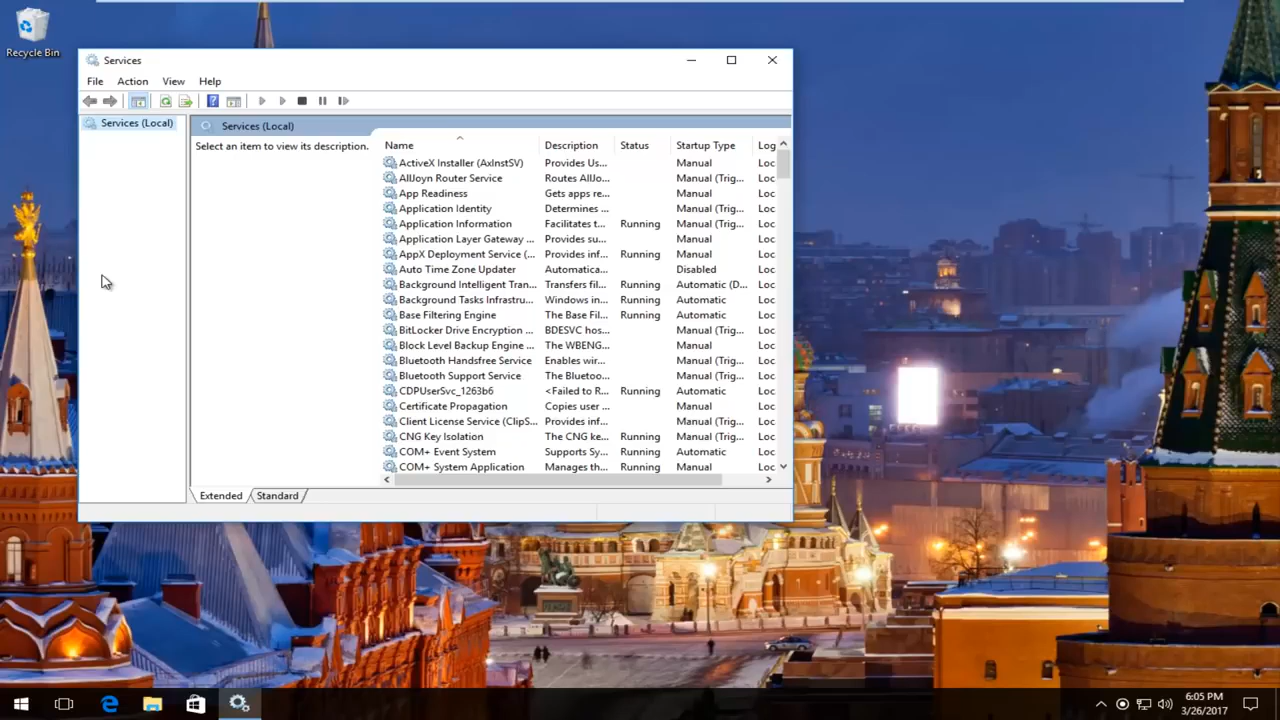 Recycle Bin
Services
File Action View Help
Services (Local)
Services (Local)
Select an item to view its description.
Name Description Status Startup Type Log
ActiveX Installer (AxInstSV) Provides Us... Manual Loc
AllJoyn Router Service Routes AllJo... Manual (Trig... Loc
App Readiness Gets apps re... Manual Loc
Application Identity Determines ... Manual (Trig... Loc
Application Information Facilitates t... Running Manual (Trig... Loc
Application Layer Gateway ... Provides su... Manual Loc
AppX Deployment Service (... Provides inf... Running Manual Loc
Auto Time Zone Updater Automatica... Disabled Loc
Background Intelligent Tran... Transfers fil... Running Automatic (D... Loc
Background Tasks Infrastru... Windows in... Running Automatic Loc
Base Filtering Engine The Base Fil... Running Automatic Loc
BitLocker Drive Encryption ... BDESVC hos... Manual (Trig... Loc
Block Level Backup Engine ... The WBENG... Manual Loc
Bluetooth Handsfree Service Enables wir... Manual (Trig... Loc
Bluetooth Support Service The Bluetoo... Manual (Trig... Loc
CDPUserSvc_1263b6 <Failed to R... Running Automatic Loc
Certificate Propagation Copies user ... Manual Loc
Client License Service (ClipS... Provides inf... Manual (Trig... Loc
CNG Key Isolation The CNG ke... Running Manual (Trig... Loc
COM+ Event System Supports Sy... Running Automatic Loc
COM+ System Application Manages th... Running Manual Loc
Extended Standard
6:05 PM
3/26/2017